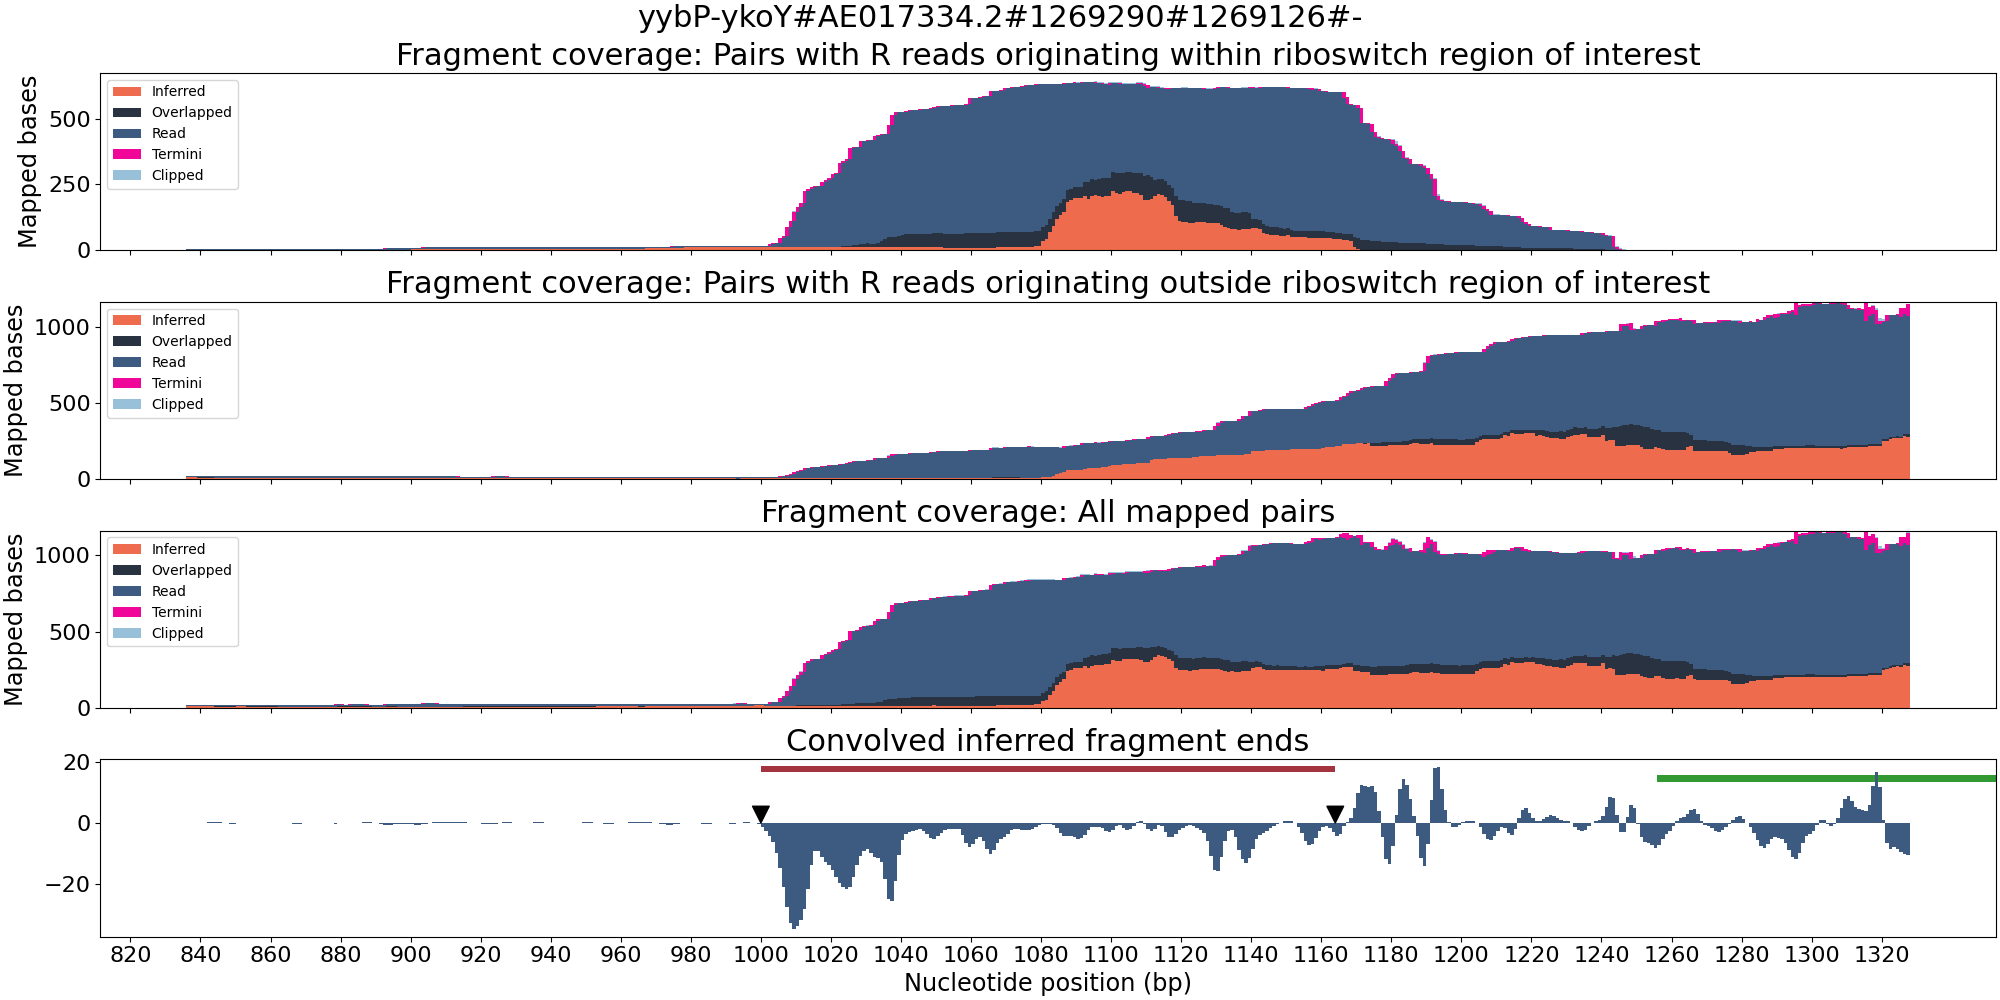 yybP-ykoY#AE017334.2#1269290#1269126#-
Fragment coverage: Pairs with R reads originating within riboswitch region of interest
Mapped bases
500
250
0
Inferred
Overlapped
Read
Termini
Clipped
Fragment coverage: Pairs with R reads originating outside riboswitch region of interest
Mapped bases
1000
500
0
Inferred
Overlapped
Read
Termini
Clipped
Fragment coverage: All mapped pairs
Mapped bases
1000
500
0
Inferred
Overlapped
Read
Termini
Clipped
Convolved inferred fragment ends
20
0
−20
820 840 860 880 900 920 940 960 980 1000 1020 1040 1060 1080 1100 1120 1140 1160 1180 1200 1220 1240 1260 1280 1300 1320
Nucleotide position (bp)